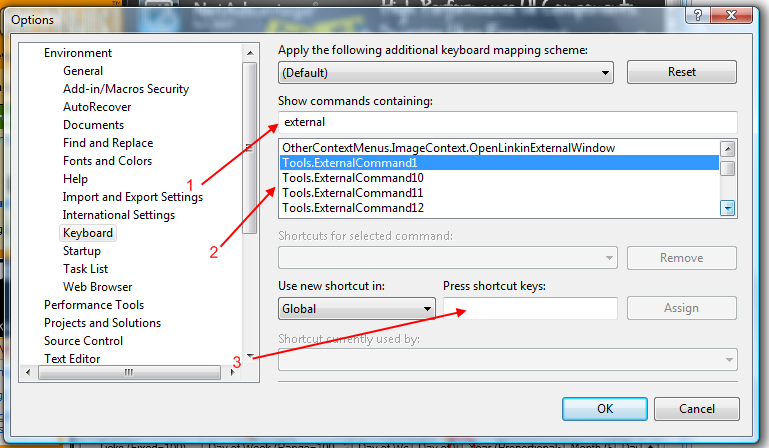 Options
Environment
General
Add-in/Macros Security
AutoRecover
Documents
Find and Replace
Fonts and Colors
Help
Import and Export Settings
International Settings
Keyboard
Startup
Task List
Web Browser
Performance Tools
Projects and Solutions
Source Control
Text Editor
Apply the following additional keyboard mapping scheme:
(Default)
Reset
Show commands containing:
external
1
OtherContextMenus.ImageContext.OpenLinkinExternalWindow
Tools.ExternalCommand1
Tools.ExternalCommand10
Tools.ExternalCommand11
Tools.ExternalCommand12
2
Shortcuts for selected command:
Remove
Use new shortcut in:
Press shortcut keys:
Global
Assign
3
Shortcut currently used by:
OK
Cancel